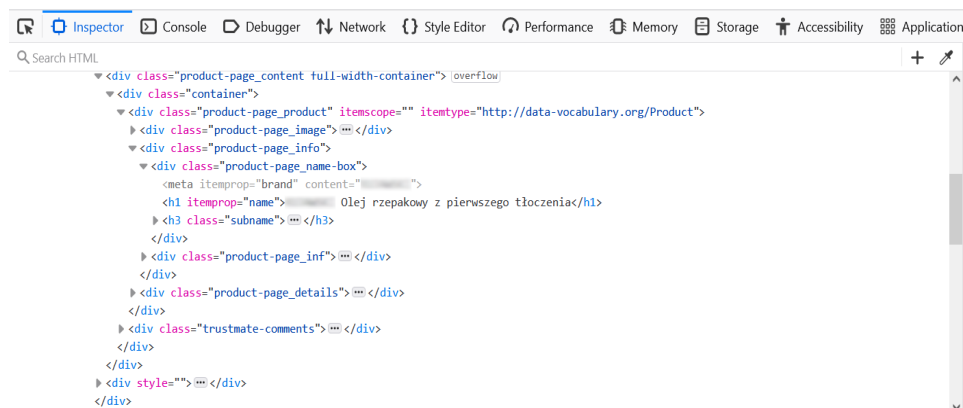 Inspector Console Debugger Network Style Editor Performance Memory Storage Accessibility Application
Search HTML
<div class="product-page_content full-width-container"> overflow
<div class="container">
<div class="product-page_product" itemscope="" itemtype="http://data-vocabulary.org/Product">
<div class="product-page_image">…</div>
<div class="product-page_info">
<div class="product-page_name-box">
<meta itemprop="brand" content="">
<h1 itemprop="name"> Olej rzepakowy z pierwszego tłoczenia</h1>
<h3 class="subname">…</h3>
</div>
<div class="product-page_inf">…</div>
</div>
<div class="product-page_details">…</div>
</div>
<div class="trustmate-comments">…</div>
</div>
</div>
<div style="">…</div>
</div>